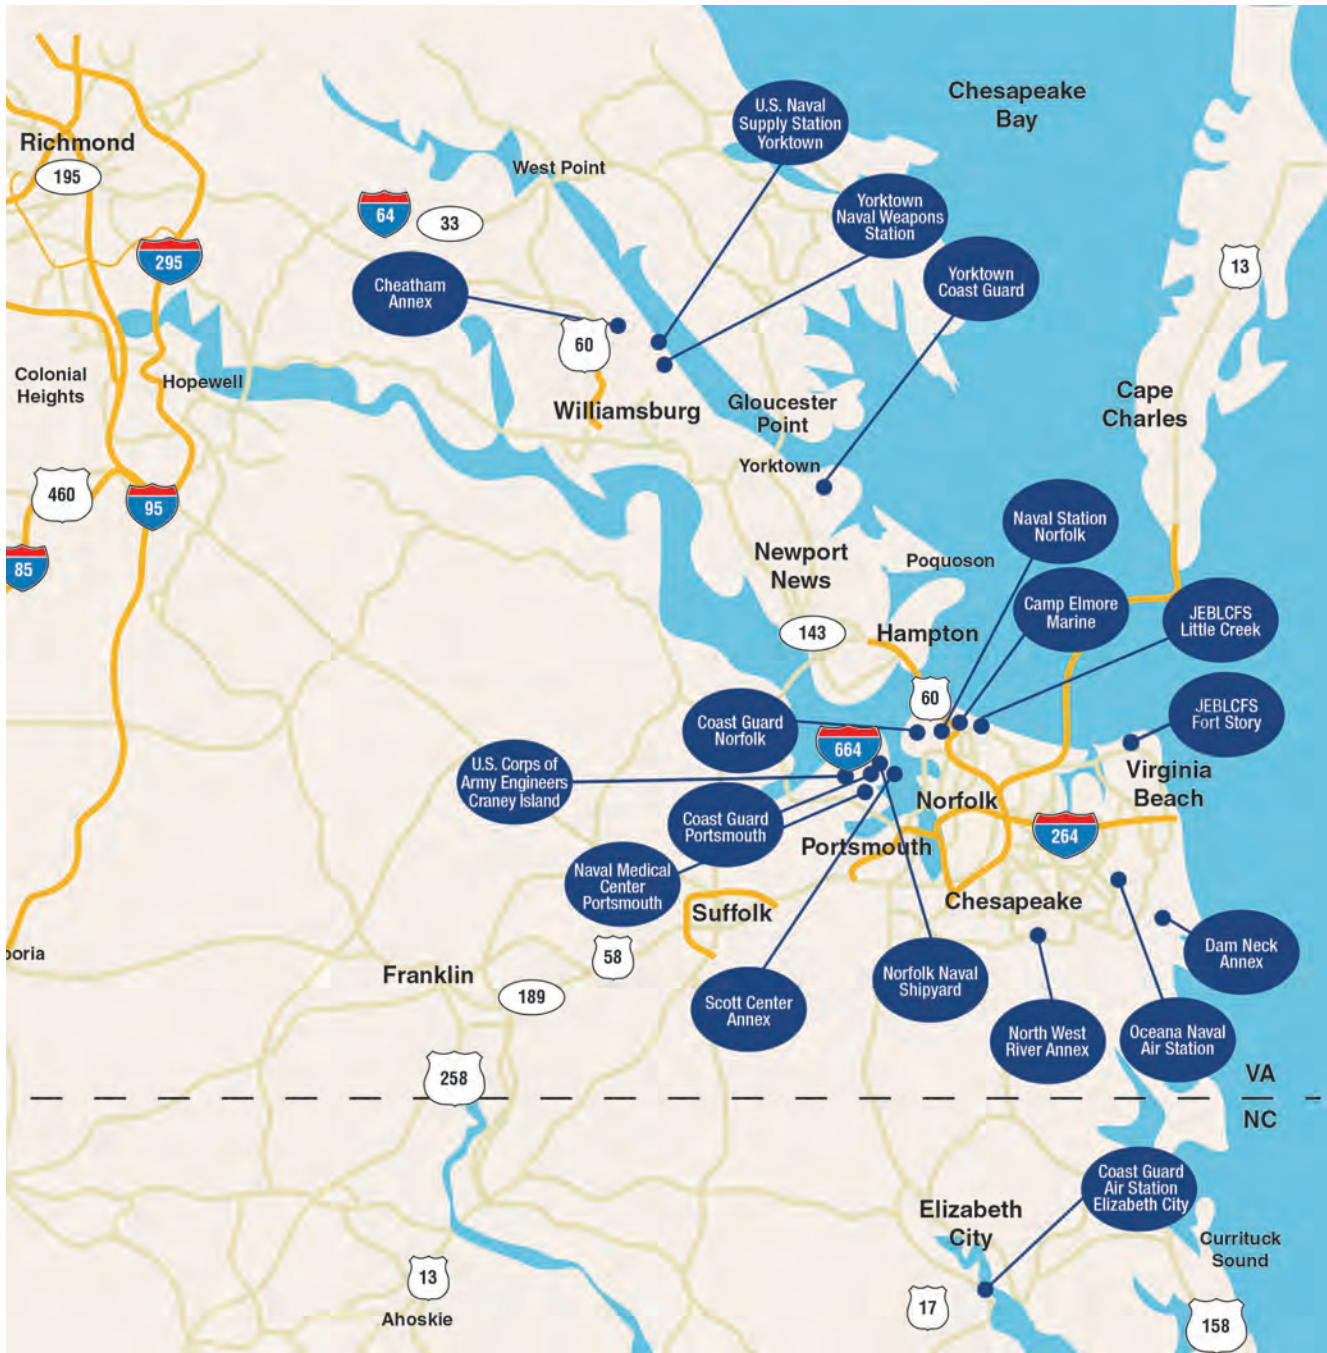 Chesapeake
Bay
U.S. Naval
Supply Station
Yorktown
Richmond
195
West Point
64
33
Yorktown
Naval Weapons
Station
295
13
Cheatham
Annex
Yorktown
Coast Guard
60
Colonial
Heights
Hopewell
Williamsburg
Gloucester
Point
Cape
Charles
Yorktown
460
95
Naval Station
Norfolk
85
Newport
News
Poquoson
Camp Elmore
Marine
JEBLCFS
Little Creek
143
Hampton
60
JEBLCFS
Fort Story
Coast Guard
Norfolk
664
U.S. Corps of
Army Engineers
Craney Island
Virginia
Beach
Norfolk
Coast Guard
Portsmouth
264
Portsmouth
Naval Medical
Center
Portsmouth
Suffolk
Chesapeake
58
Dam Neck
Annex
poria
Franklin
189
Norfolk Naval
Shipyard
Scott Center
Annex
North West
River Annex
Oceana Naval
Air Station
258
VA
NC
Coast Guard
Air Station
Elizabeth City
Elizabeth
City
Currituck
Sound
13
Ahoskie
17
158